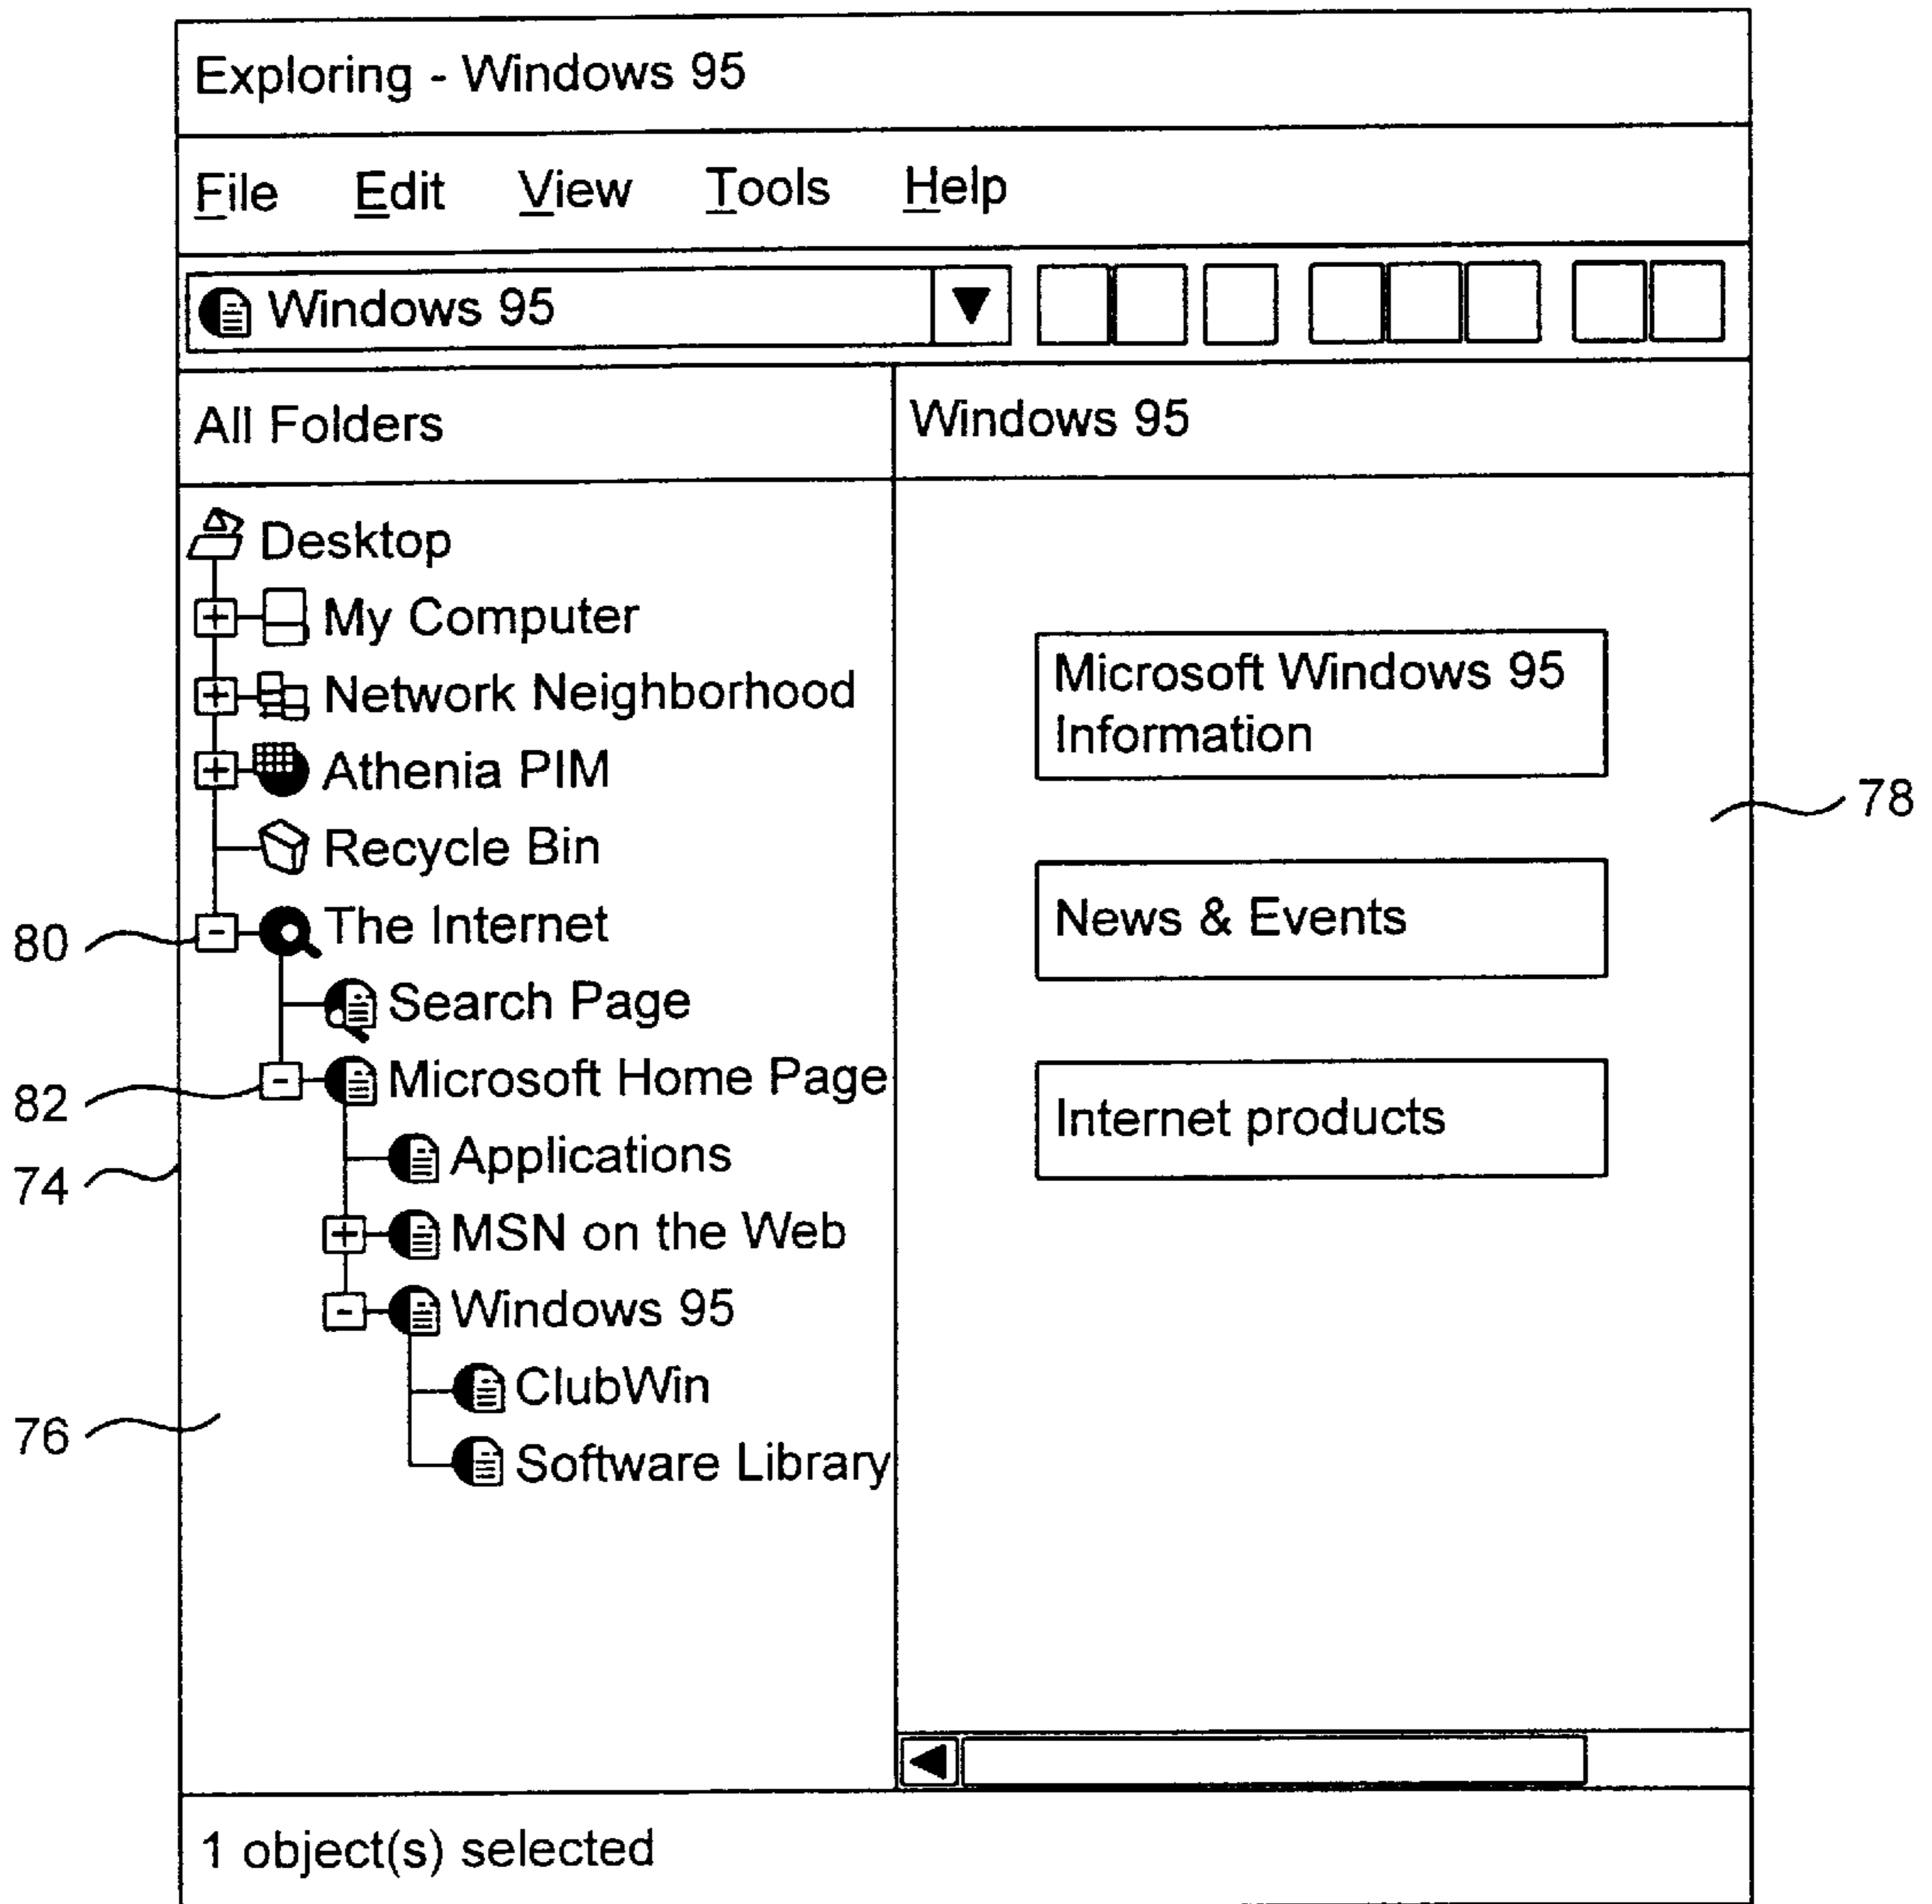 Exploring - Windows 95
File Edit View Tools Help
Windows 95
All Folders
Windows 95
Desktop
My Computer
Network Neighborhood
Athenia PIM
Recycle Bin
The Internet
Search Page
Microsoft Home Page
Applications
MSN on the Web
Windows 95
ClubWin
Software Library
Microsoft Windows 95
Information
News & Events
Internet products
78
80
82
74
76
1 object(s) selected